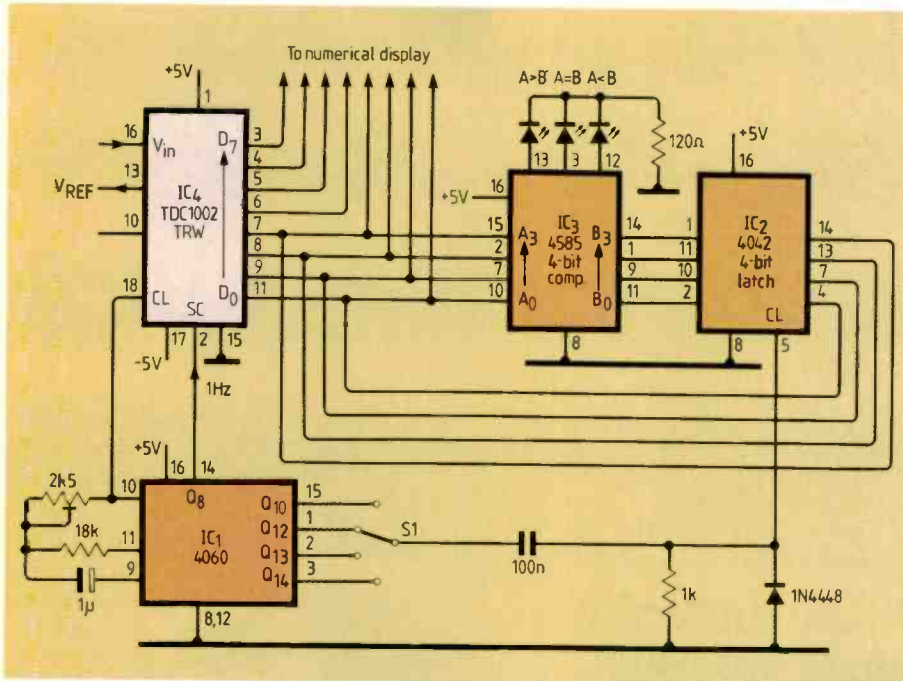 To numerical display
+5V
1
16
Vin
D7
3
4
5
6
7
8
9
11
13
VREF
10
IC4
TDC1002
TRW
18
CL
SC
D0
17
-5V
2
15
1Hz
A>B A=B A<B
13
3
12
120Ω
+5V
16
IC3
4585
4-bit
comp.
15
A3
2
7
10
A0
B3
14
1
9
B0
11
8
+5V
16
IC2
4042
4-bit
latch
1
11
10
2
14
13
7
4
CL
8
5
+5V
16
14
Q8
2k5
10
18k
11
1µ
9
IC1
4060
Q10
15
Q12
1
Q13
2
Q14
3
8,12
S1
100n
1k
1N4448